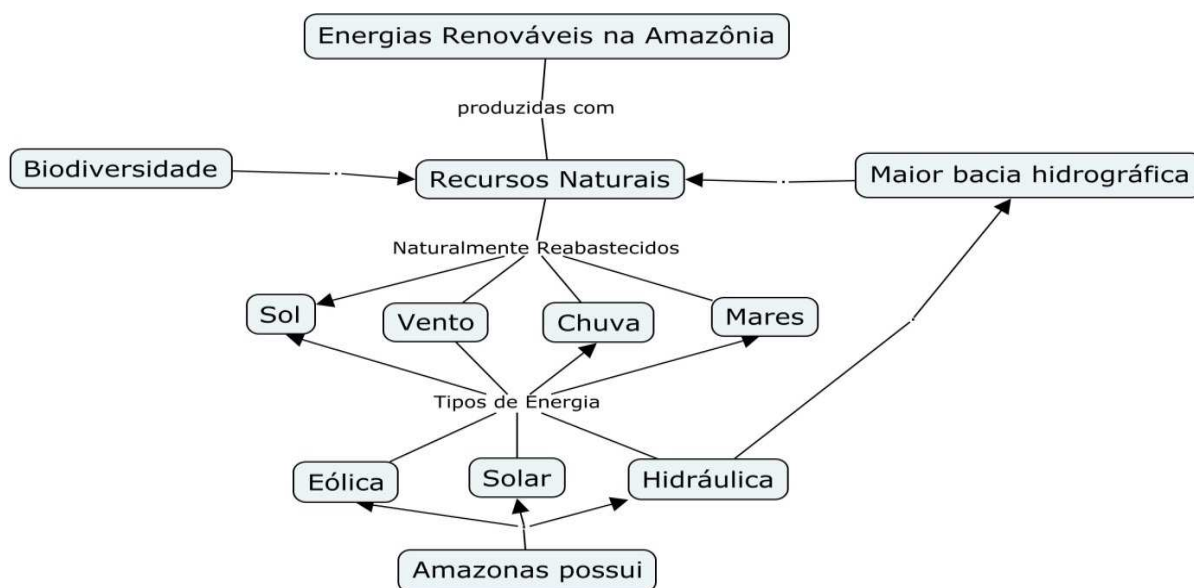 Energias Renováveis na Amazônia
produzidas com
Biodiversidade
Recursos Naturais
Maior bacia hidrográfica
Naturalmente Reabastecidos
Sol
Vento
Chuva
Mares
Tipos de Energia
Eólica
Solar
Hidráulica
Amazonas possui